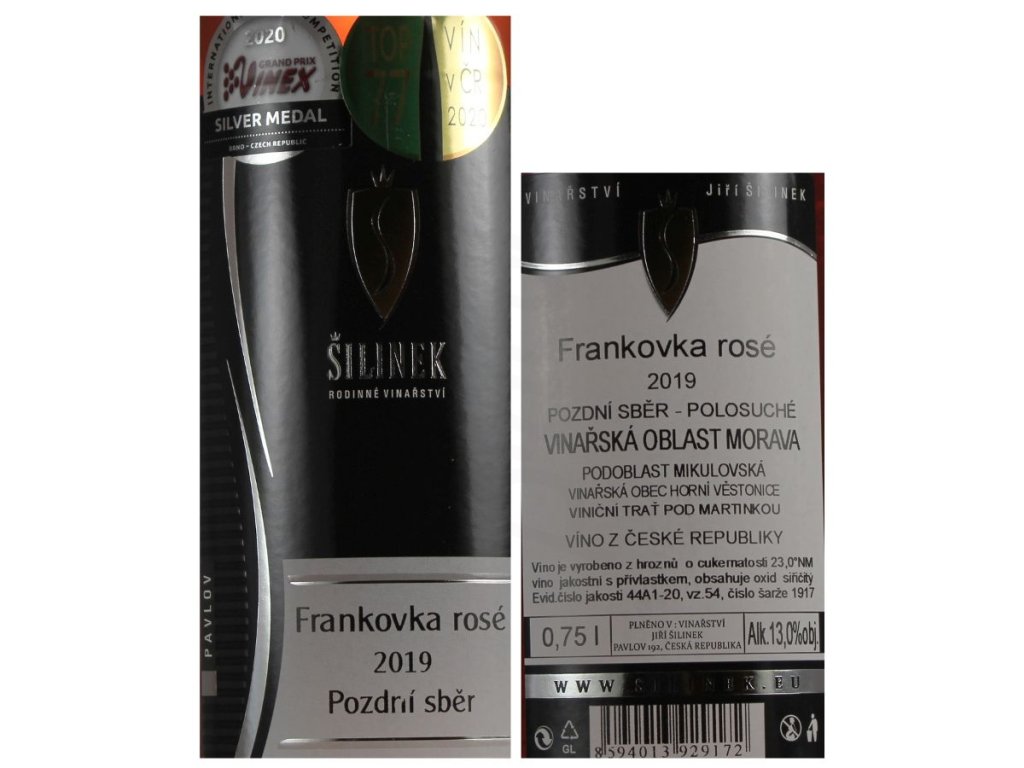 INTERNATIONAL COMPETITION
2020
GRAND PRIX
VINEX
SILVER MEDAL
BRNO - CZECH REPUBLIC
TOP
77
VÍN
V ČR
2020
ŠILINEK
RODINNÉ VINAŘSTVÍ
PAVLOV
Frankovka rosé
2019
Pozdní sběr
VINAŘSTVÍ
Jiří ŠILINEK
Frankovka rosé
2019
POZDNÍ SBĚR - POLOSUCHÉ
VINAŘSKÁ OBLAST MORAVA
PODOBLAST MIKULOVSKÁ
VINAŘSKÁ OBEC HORNÍ VĚSTONICE
VINIČNÍ TRAŤ POD MARTINKOU
VÍNO Z ČESKÉ REPUBLIKY
Víno je vyrobeno z hroznů o cukernatosti 23,0°NM
víno jakostní s přívlastkem, obsahuje oxid siřičitý
Evid.číslo jakosti 44A1-20, vz.54, číslo šarže 1917
0,75 l
PLNĚNO V : VINAŘSTVÍ
JIŘÍ ŠILINEK
PAVLOV 192, ČESKÁ REPUBLIKA
Alk.13,0%obj.
WWW.SILINEK.EU
GL
8 594013 929172